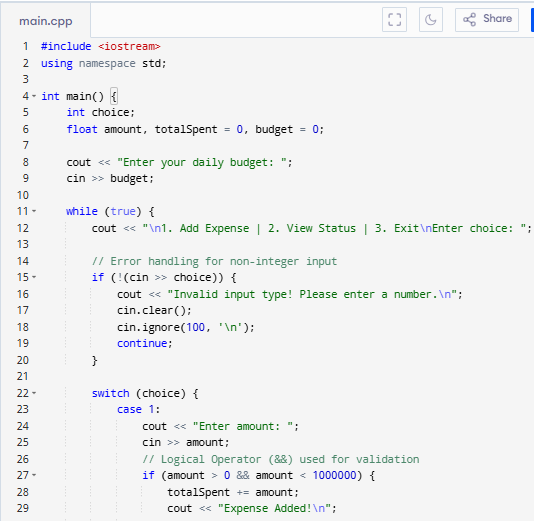 main.cpp
Share
1 #include <iostream>
2 using namespace std;
3
4 int main() {
5     int choice;
6     float amount, totalSpent = 0, budget = 0;
7
8     cout << "Enter your daily budget: ";
9     cin >> budget;
10
11     while (true) {
12         cout << "\n1. Add Expense | 2. View Status | 3. Exit\nEnter choice: ";
13
14         // Error handling for non-integer input
15         if (!(cin >> choice)) {
16             cout << "Invalid input type! Please enter a number.\n";
17             cin.clear();
18             cin.ignore(100, '\n');
19             continue;
20         }
21
22         switch (choice) {
23             case 1:
24                 cout << "Enter amount: ";
25                 cin >> amount;
26                 // Logical Operator (&&) used for validation
27                 if (amount > 0 && amount < 1000000) {
28                     totalSpent += amount;
29                     cout << "Expense Added!\n";